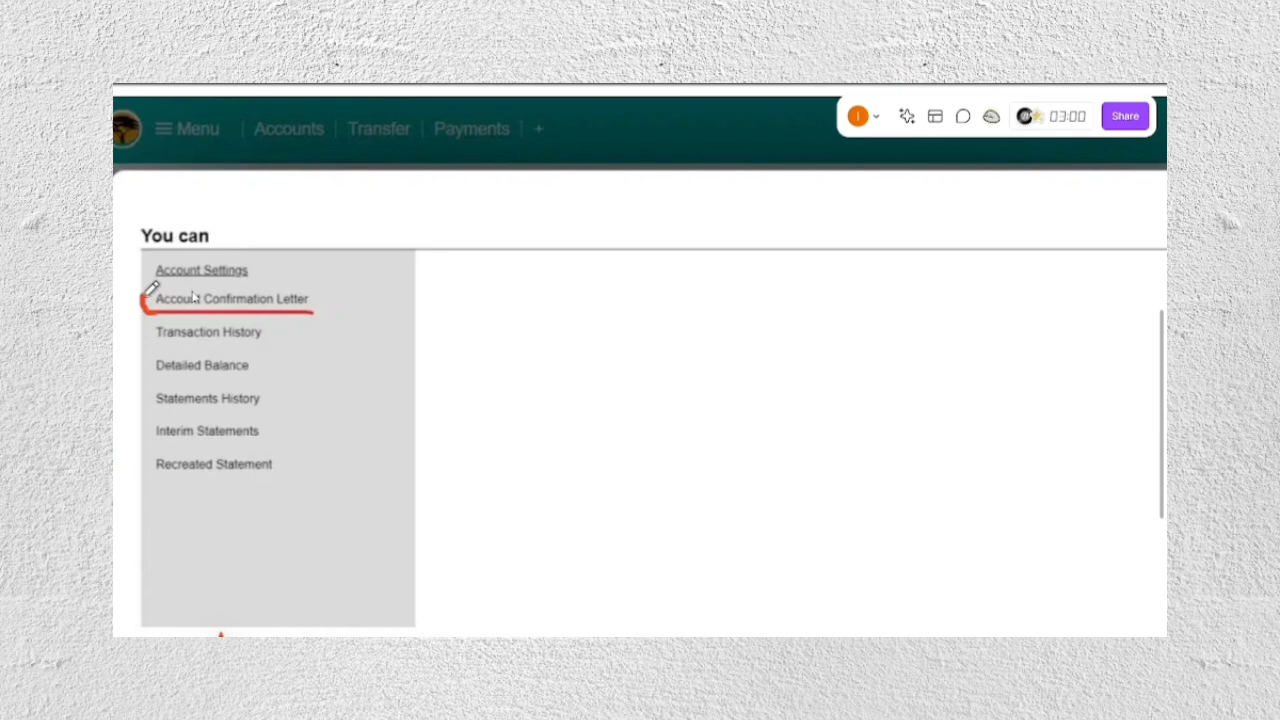 Menu | Accounts | Transfer | Payments | +
I 03:00 Share
You can
Account Settings
Account Confirmation Letter
Transaction History
Detailed Balance
Statements History
Interim Statements
Recreated Statement